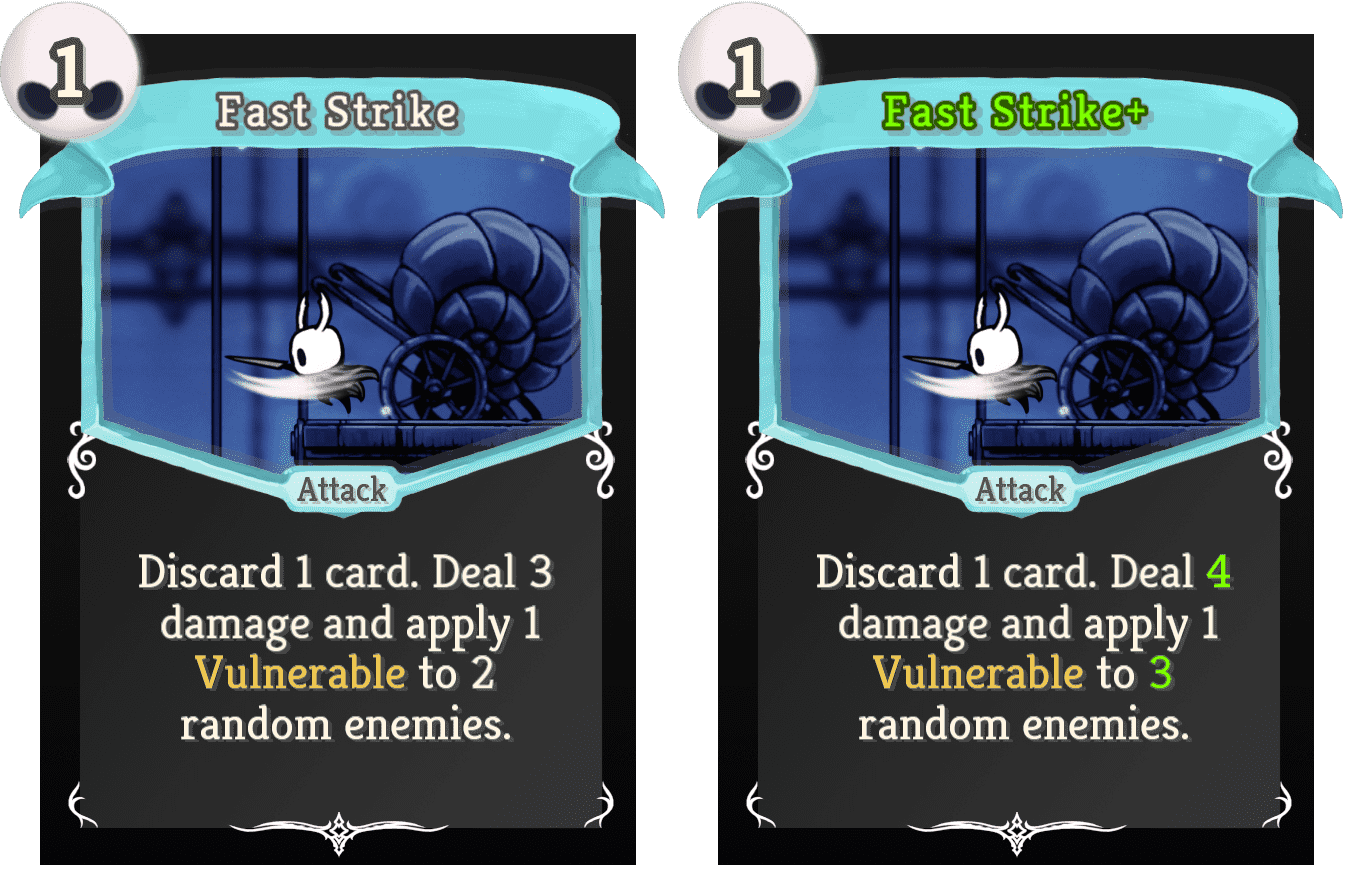 1
Fast Strike
Attack
Discard 1 card. Deal 3
damage and apply 1
Vulnerable to 2
random enemies.
1
Fast Strike+
Attack
Discard 1 card. Deal 4
damage and apply 1
Vulnerable to 3
random enemies.